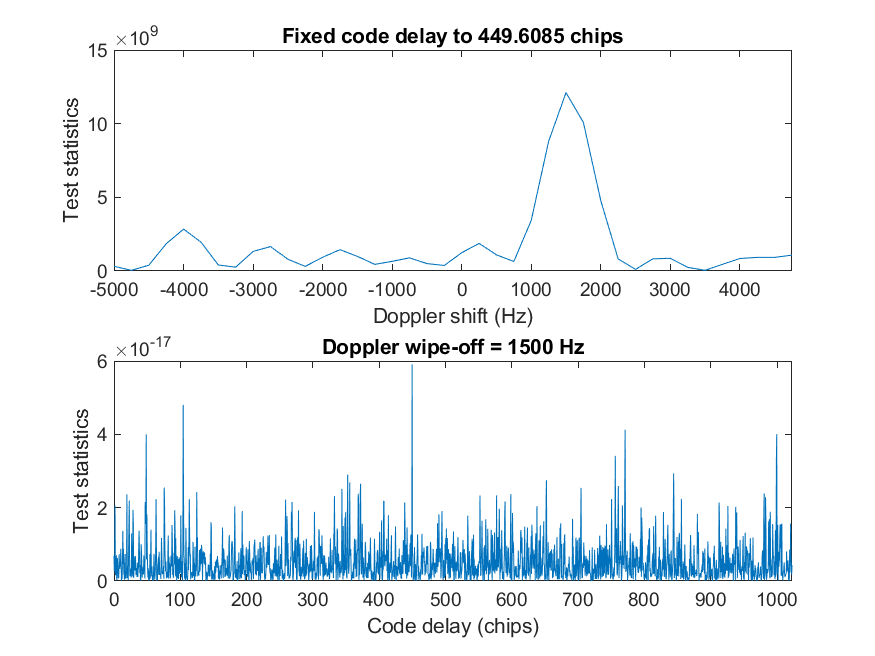 Fixed code delay to 449.6085 chips
×10^9
15
10
5
0
Test statistics
-5000 -4000 -3000 -2000 -1000 0 1000 2000 3000 4000
Doppler shift (Hz)
Doppler wipe-off = 1500 Hz
×10^-17
6
4
2
0
Test statistics
0 100 200 300 400 500 600 700 800 900 1000
Code delay (chips)